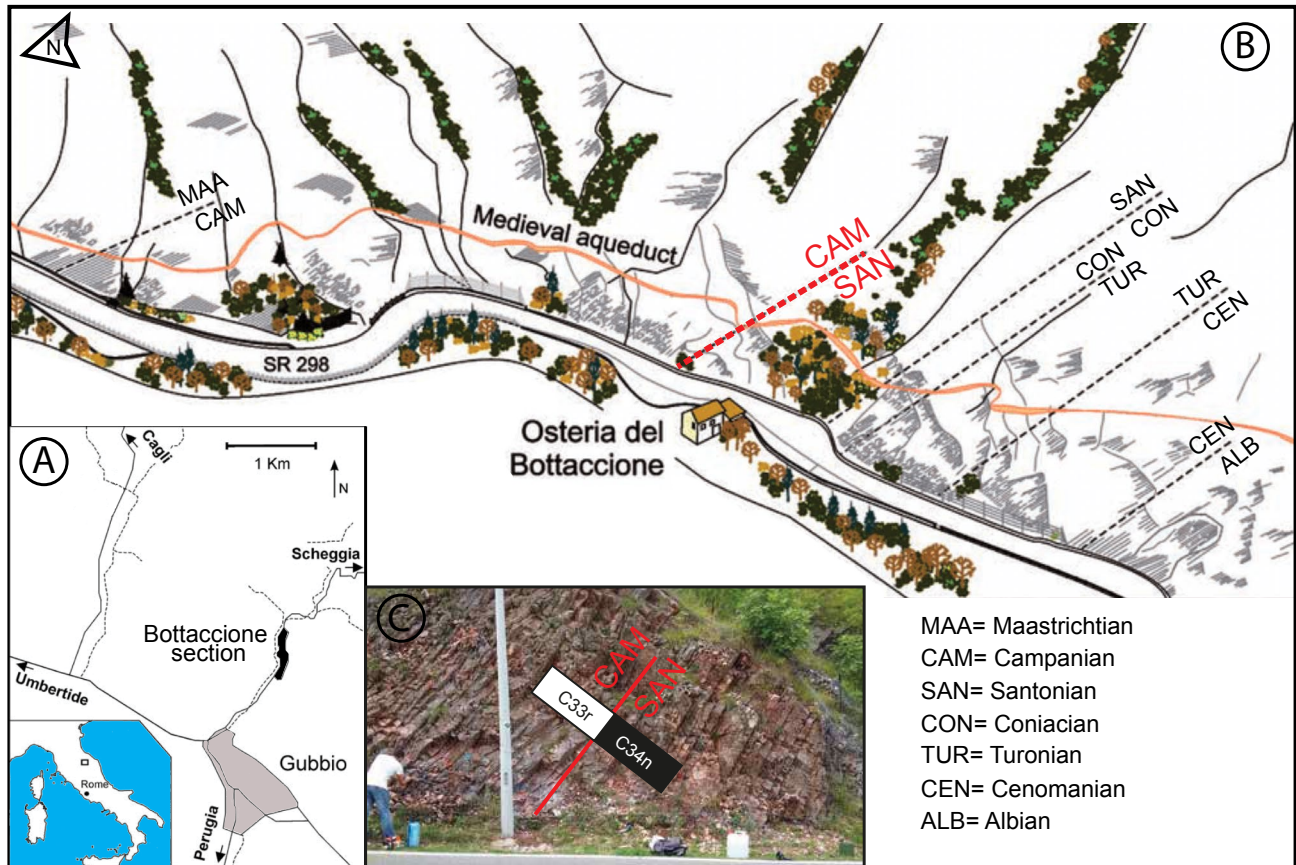 N
B
MAA
CAM
Medieval aqueduct
CAM
SAN
SAN
CON
CON
TUR
TUR
CEN
CEN
ALB
SR 298
Osteria del
Bottaccione
A
Cagli
1 Km
N
Scheggia
Bottaccione
section
Umbertide
Gubbio
Rome
Perugia
C
CAM
SAN
C33r
C34n
MAA= Maastrichtian
CAM= Campanian
SAN= Santonian
CON= Coniacian
TUR= Turonian
CEN= Cenomanian
ALB= Albian